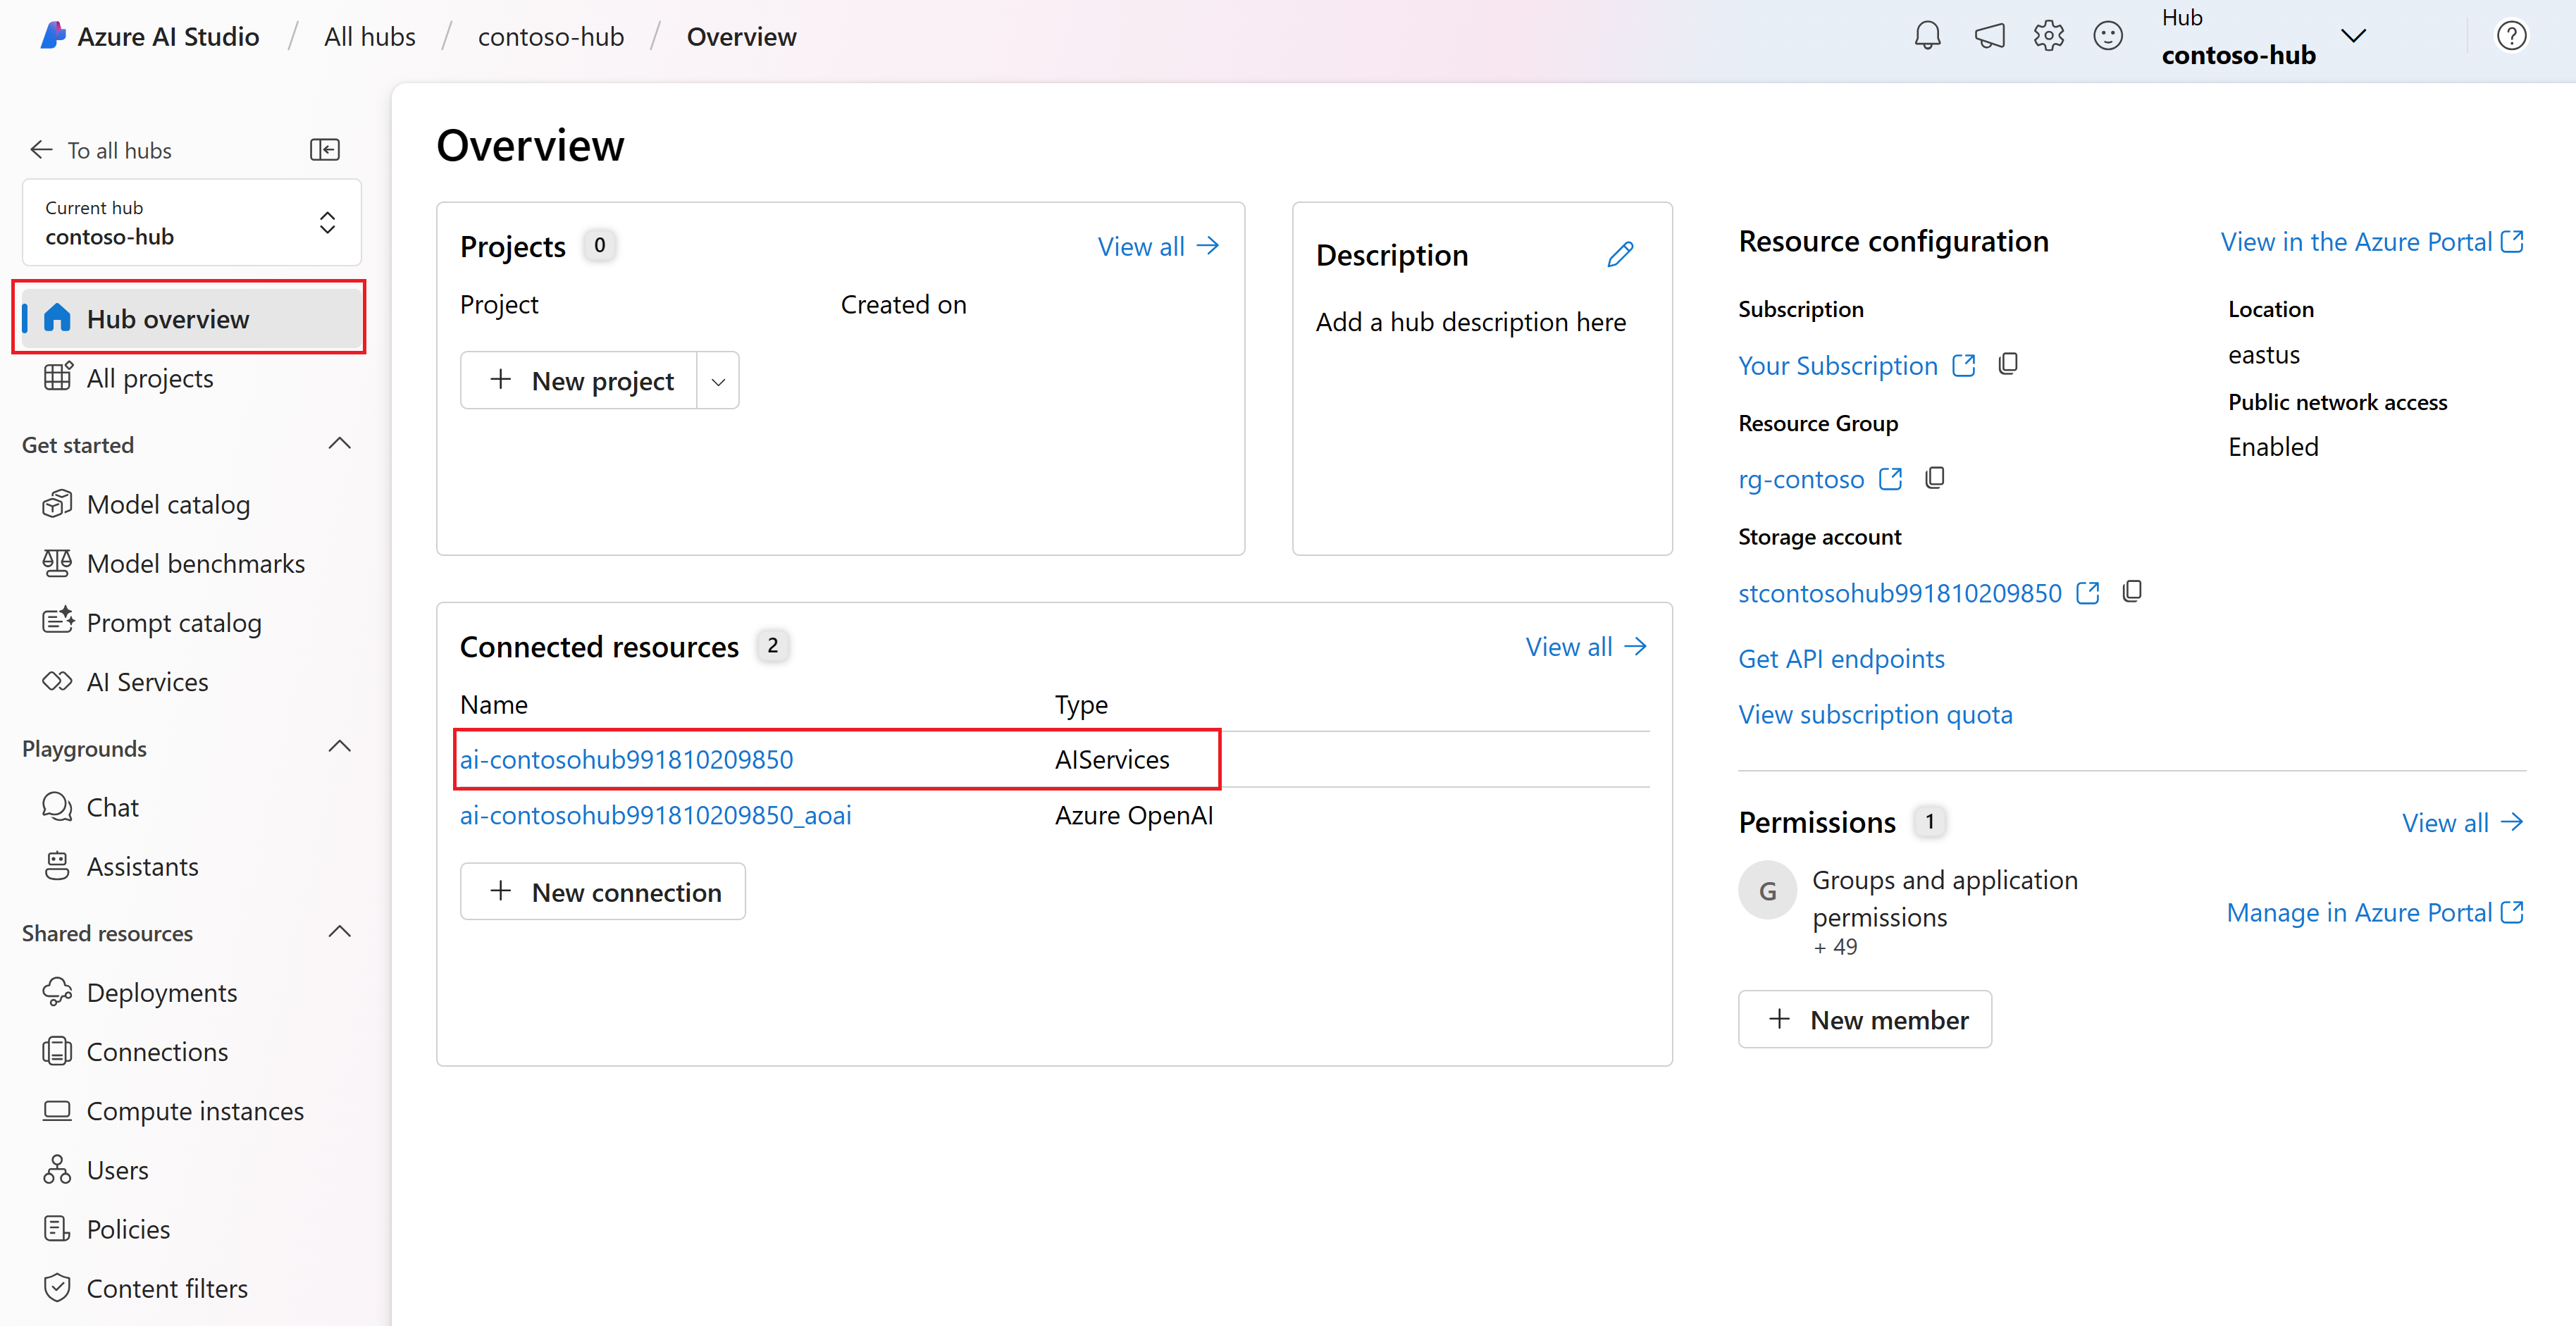 Azure AI Studio / All hubs / contoso-hub / Overview
Hub
contoso-hub
To all hubs
Current hub
contoso-hub
Hub overview
All projects
Get started
Model catalog
Model benchmarks
Prompt catalog
AI Services
Playgrounds
Chat
Assistants
Shared resources
Deployments
Connections
Compute instances
Users
Policies
Content filters
Overview
Projects 0 View all
Project Created on
New project
Description
Add a hub description here
Connected resources 2 View all
Name Type
ai-contosohub991810209850 AIServices
ai-contosohub991810209850_aoai Azure OpenAI
New connection
Resource configuration View in the Azure Portal
Subscription
Your Subscription
Resource Group
rg-contoso
Storage account
stcontosohub991810209850
Get API endpoints
View subscription quota
Location
eastus
Public network access
Enabled
Permissions 1 View all
G
Groups and application
permissions
+ 49
Manage in Azure Portal
New member